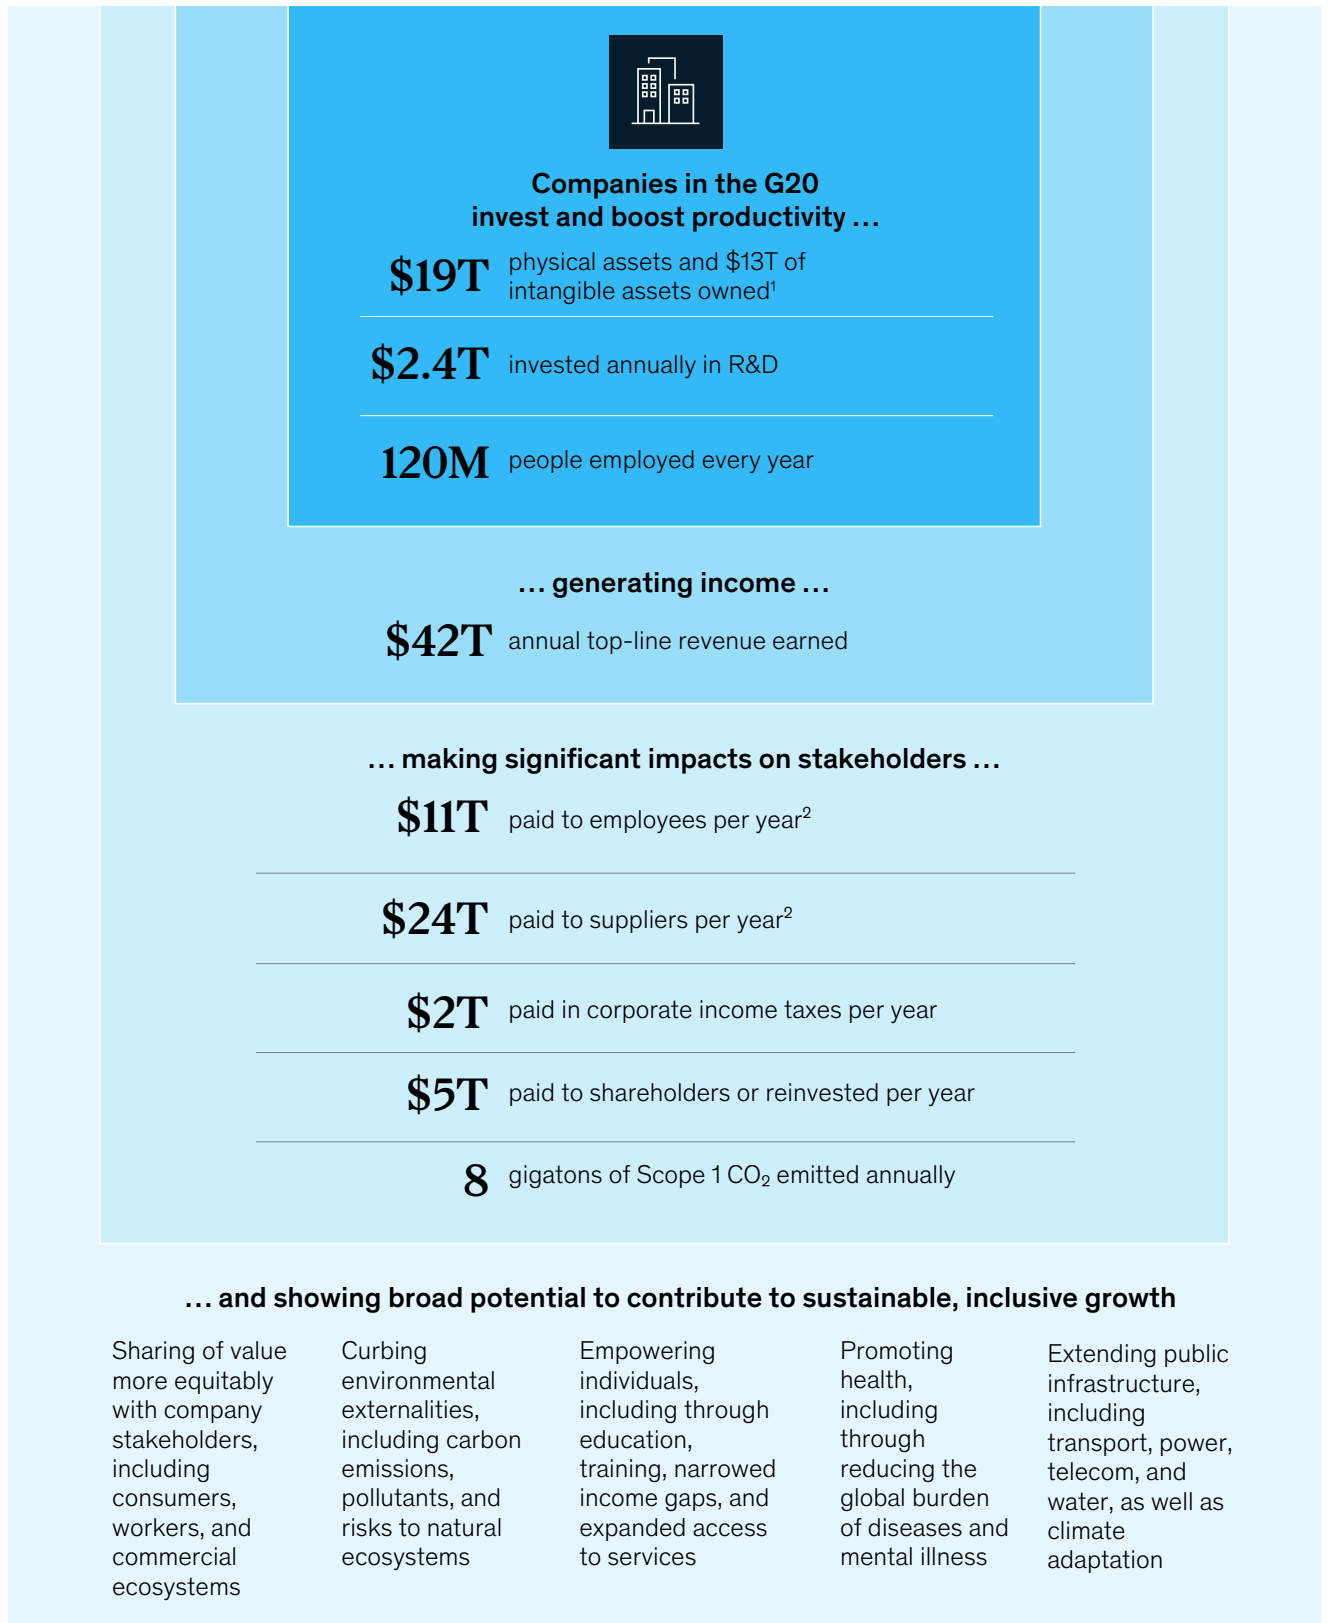 Companies in the G20
invest and boost productivity …
$19T physical assets and $13T of
intangible assets owned¹
$2.4T invested annually in R&D
120M people employed every year
… generating income …
$42T annual top-line revenue earned
… making significant impacts on stakeholders …
$11T paid to employees per year²
$24T paid to suppliers per year²
$2T paid in corporate income taxes per year
$5T paid to shareholders or reinvested per year
8 gigatons of Scope 1 CO₂ emitted annually
… and showing broad potential to contribute to sustainable, inclusive growth
Sharing of value
more equitably
with company
stakeholders,
including
consumers,
workers, and
commercial
ecosystems
Curbing
environmental
externalities,
including carbon
emissions,
pollutants, and
risks to natural
ecosystems
Empowering
individuals,
including through
education,
training, narrowed
income gaps, and
expanded access
to services
Promoting
health,
including
through
reducing the
global burden
of diseases and
mental illness
Extending public
infrastructure,
including
transport, power,
telecom, and
water, as well as
climate
adaptation